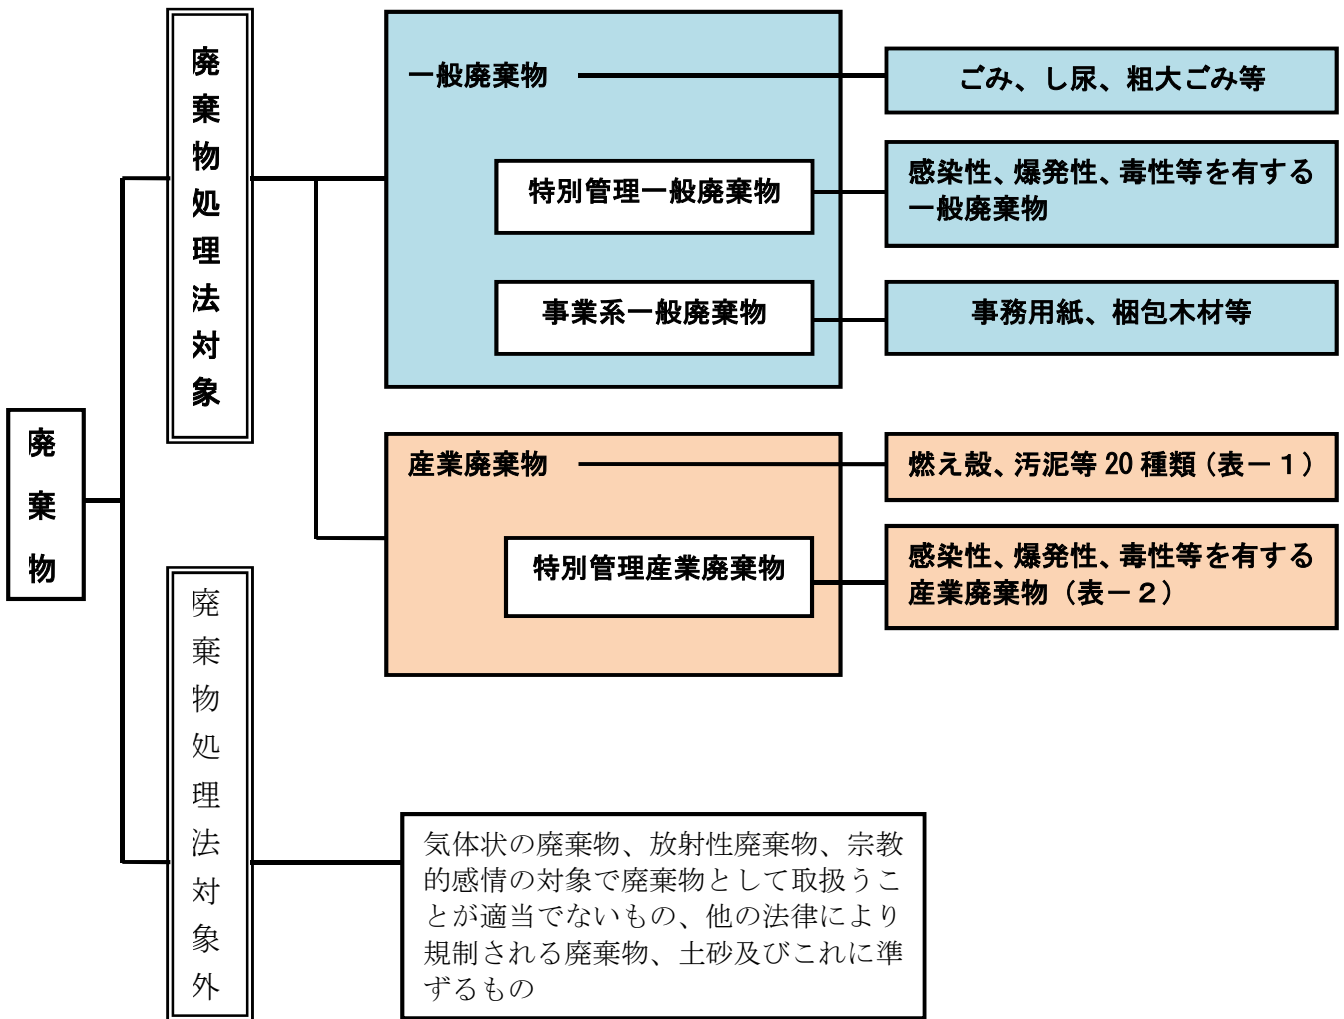 廃棄物
廃棄物処理法対象
一般廃棄物
ごみ、し尿、粗大ごみ等
特別管理一般廃棄物
感染性、爆発性、毒性等を有する
一般廃棄物
事業系一般廃棄物
事務用紙、梱包木材等
産業廃棄物
燃え殻、汚泥等 20 種類（表－１）
特別管理産業廃棄物
感染性、爆発性、毒性等を有する
産業廃棄物（表－２）
廃棄物処理法対象外
気体状の廃棄物、放射性廃棄物、宗教
的感情の対象で廃棄物として取扱うこ
とが適当でないもの、他の法律により
規制される廃棄物、土砂及びこれに準
ずるもの